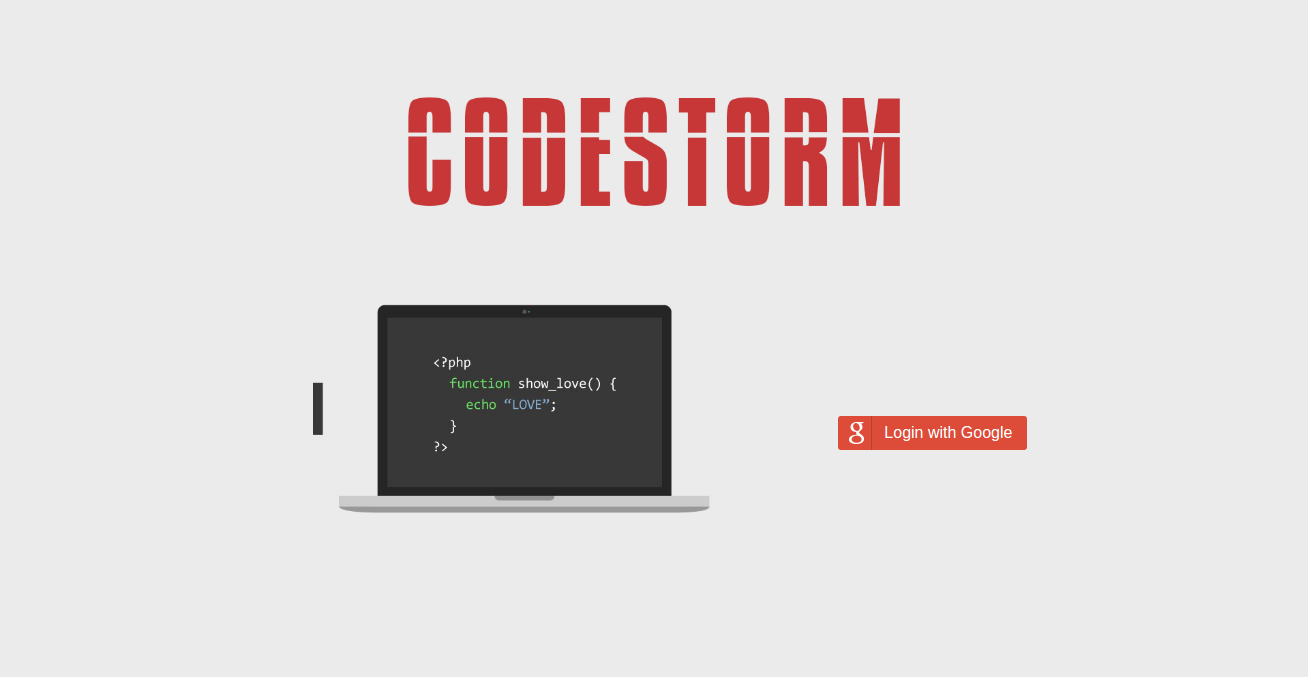 CODESTORM
<?php
function show_love() {
echo “LOVE”;
}
?>
g Login with Google